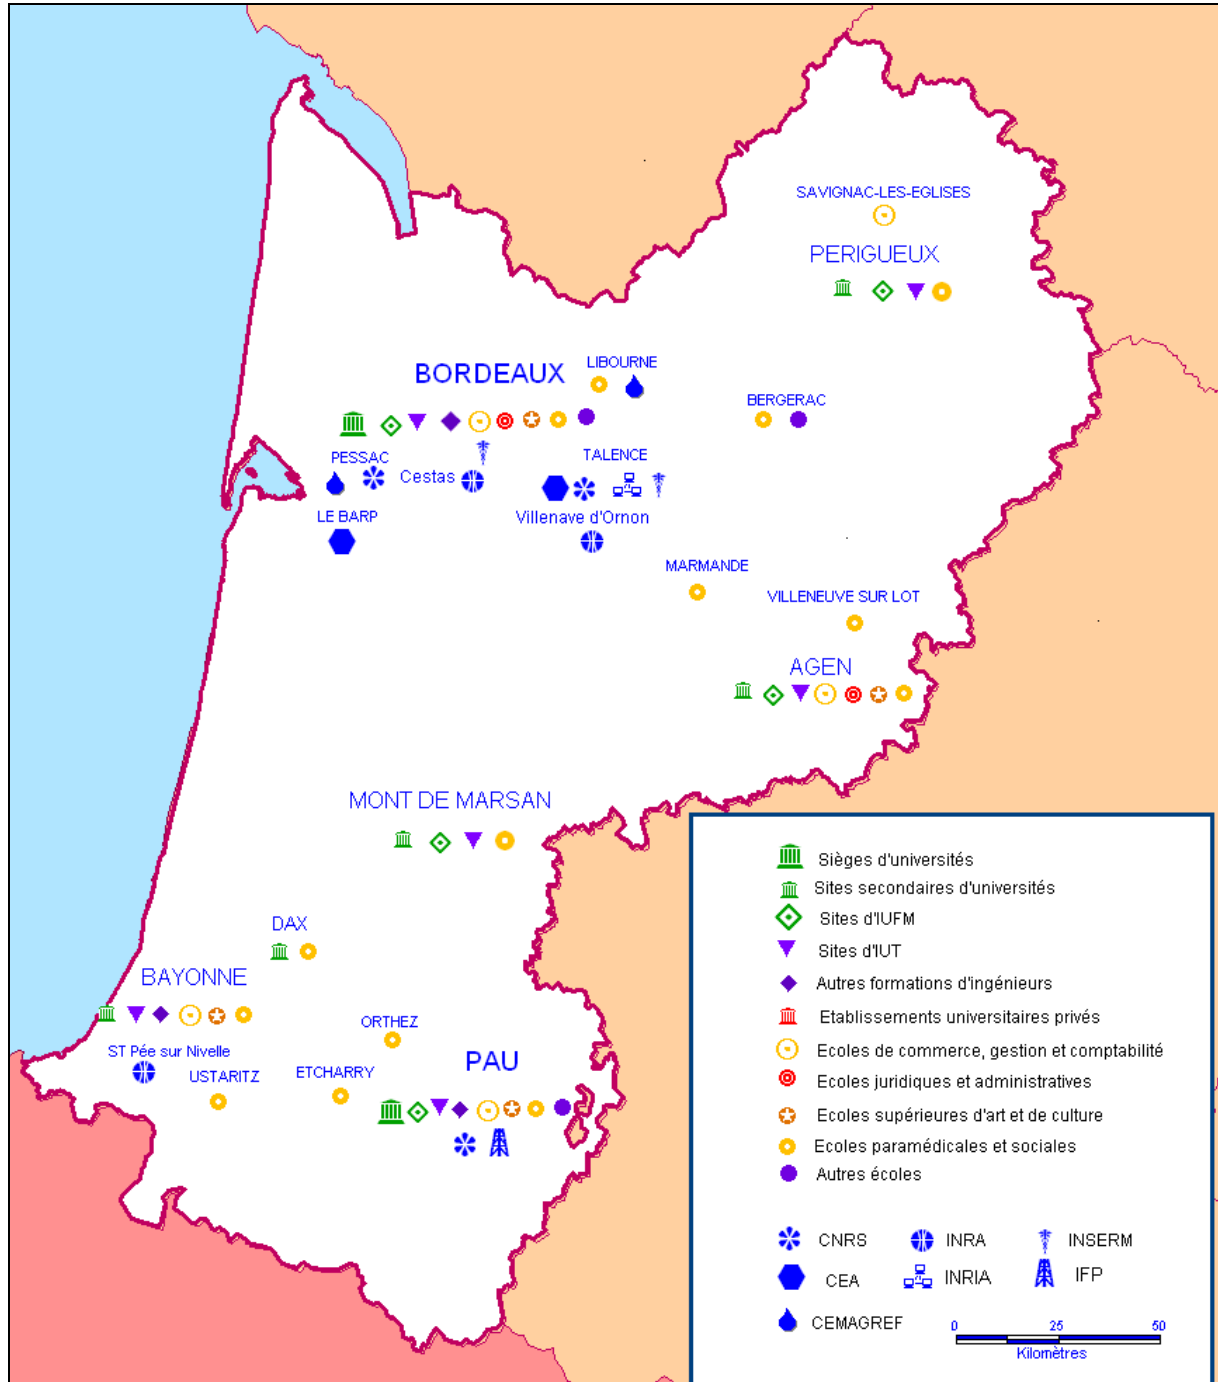 SAVIGNAC-LES-EGLISES
PERIGUEUX
LIBOURNE
BORDEAUX
BERGERAC
PESSAC
Cestas
TALENCE
LE BARP
Villenave d'Ornon
MARMANDE
VILLENEUVE SUR LOT
AGEN
MONT DE MARSAN
DAX
BAYONNE
ORTHEZ
ST Pée sur Nivelle
USTARITZ
ETCHARRY
PAU
Sièges d'universités
Sites secondaires d'universités
Sites d'IUFM
Sites d'IUT
Autres formations d'ingénieurs
Etablissements universitaires privés
Ecoles de commerce, gestion et comptabilité
Ecoles juridiques et administratives
Ecoles supérieures d'art et de culture
Ecoles paramédicales et sociales
Autres écoles
CNRS INRA INSERM
CEA INRIA IFP
CEMAGREF
0 25 50
Kilomètres